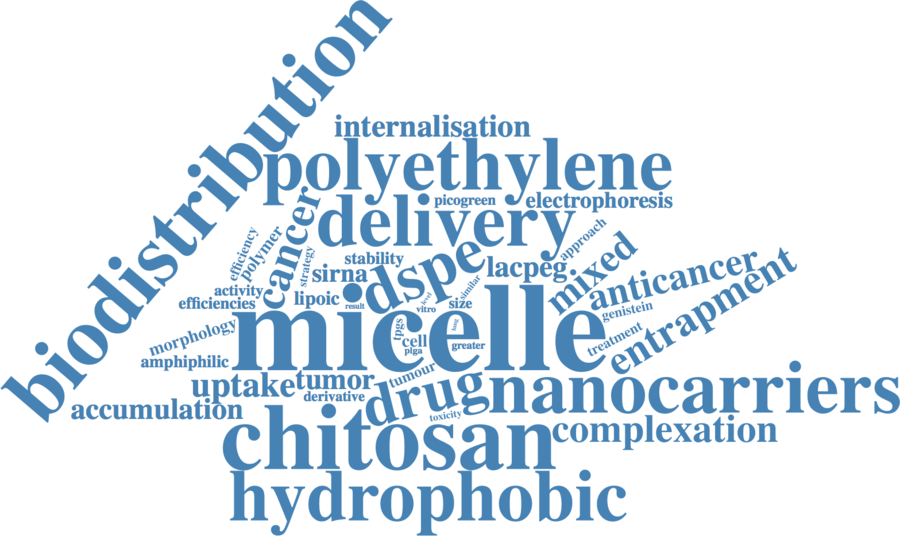 biodistribution
internalisation
polyethylene
picogreen
electrophoresis
delivery
cancer
efficiency
polymer
strategy
stability
sirna
dspe
lacpeg
approach
mixed
anticancer
entrapment
activity
efficiencies
lipoic
result
level
vitro
similar
size
genistein
treatment
micelle
morphology
amphiphilic
tpgs
cell
plga
lung
greater
uptake
tumor
derivative
tumour
drug
nanocarriers
accumulation
toxicity
chitosan
complexation
hydrophobic